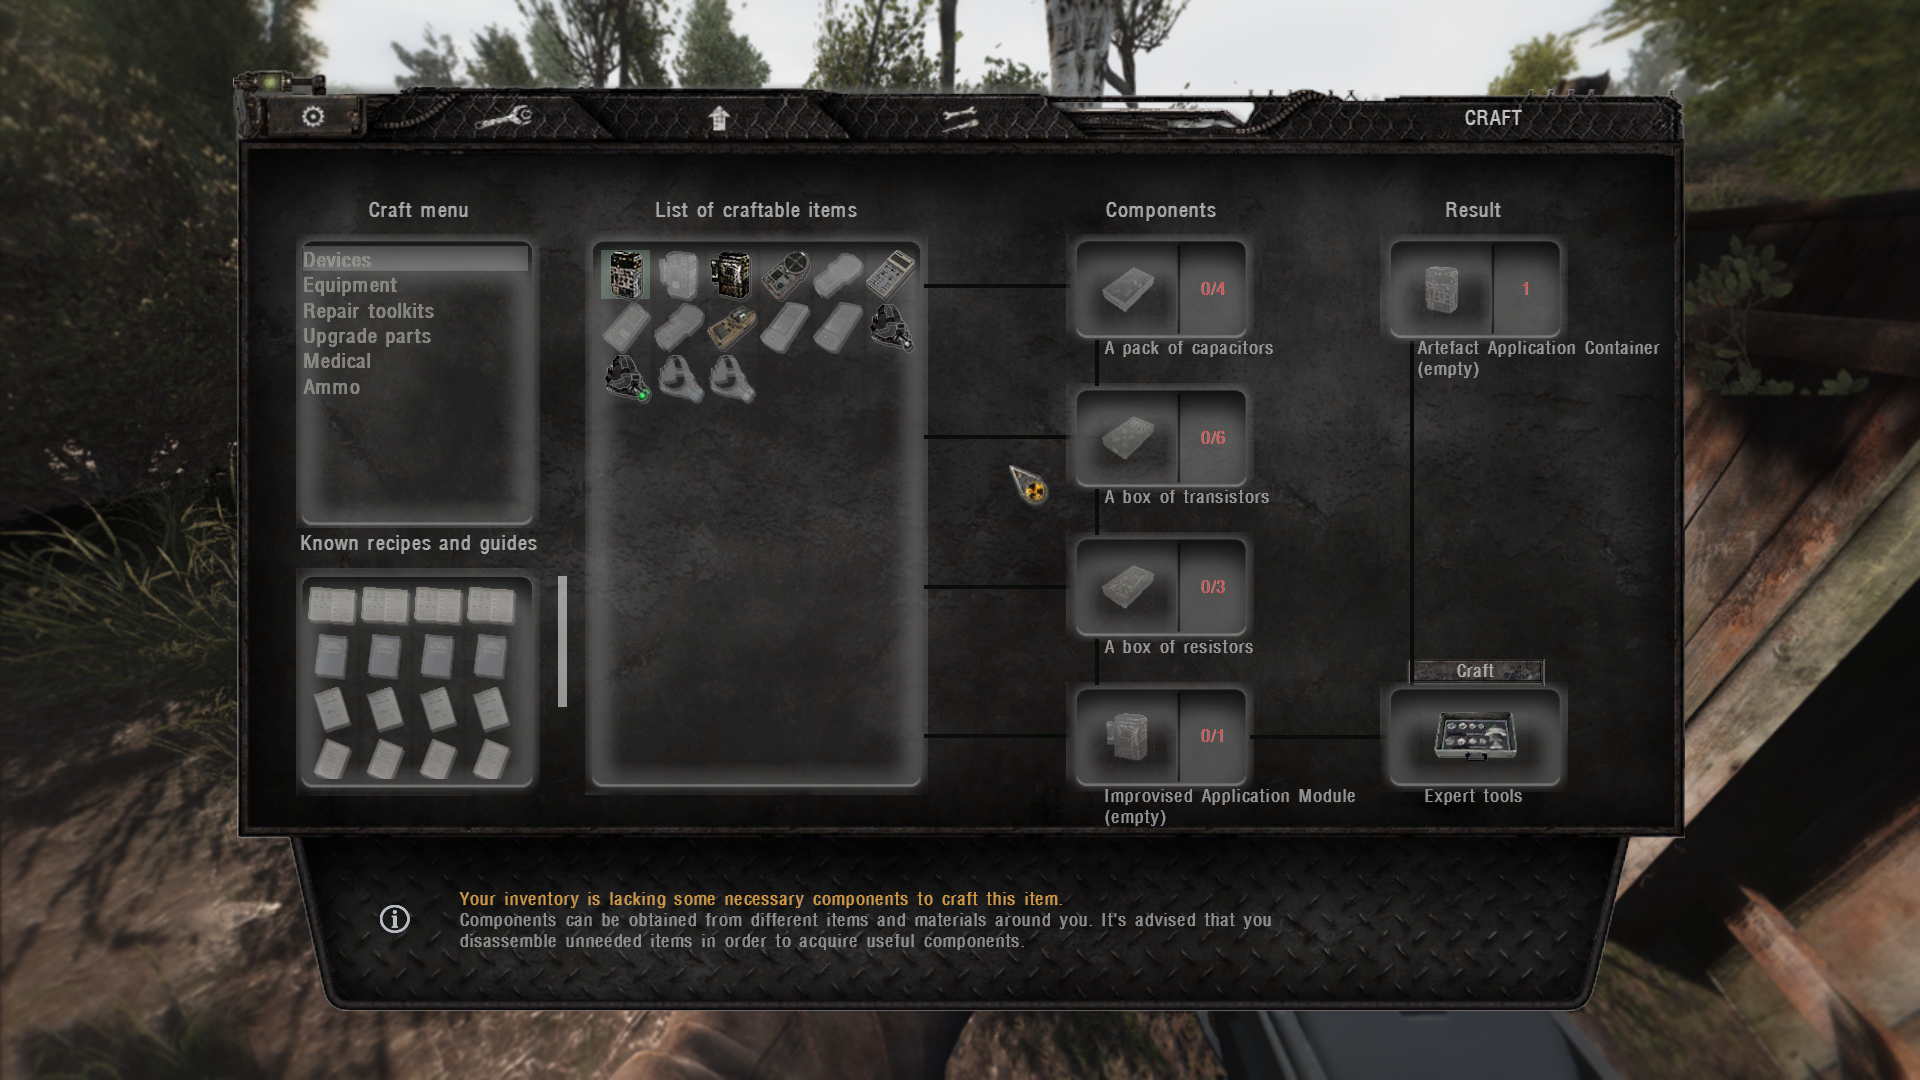 CRAFT
Craft menu
List of craftable items
Components
Result
Devices
Equipment
Repair toolkits
Upgrade parts
Medical
Ammo
0/4
1
A pack of capacitors
Artefact Application Container
(empty)
0/6
A box of transistors
Known recipes and guides
0/3
A box of resistors
Craft
0/1
Improvised Application Module
(empty)
Expert tools
Your inventory is lacking some necessary components to craft this item.
Components can be obtained from different items and materials around you. It's advised that you
disassemble unneeded items in order to acquire useful components.